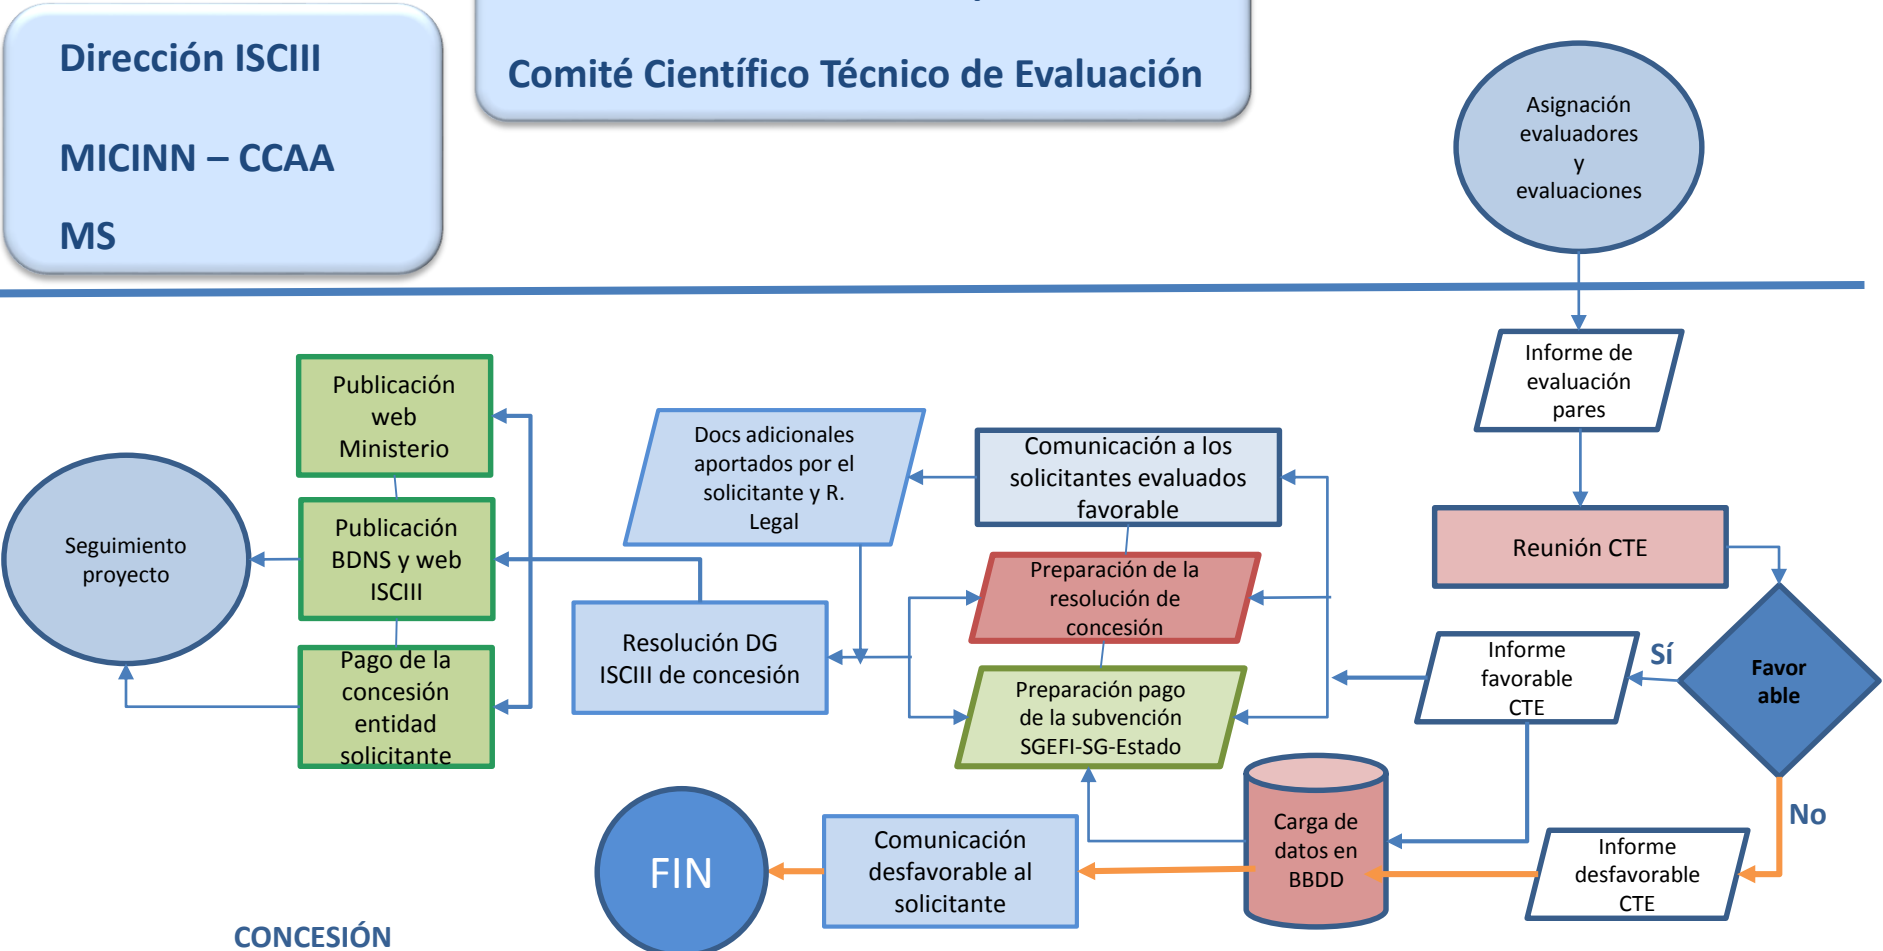 Dirección ISCIII
MICINN – CCAA
MS
Comité Científico Técnico de Evaluación
Asignación
evaluadores
y
evaluaciones
Informe de
evaluación
pares
Reunión CTE
Favor
able
Sí
No
Informe
favorable
CTE
Informe
desfavorable
CTE
Carga de
datos en
BBDD
Comunicación a los
solicitantes evaluados
favorable
Preparación de la
resolución de
concesión
Preparación pago
de la subvención
SGEFI-SG-Estado
Docs adicionales
aportados por el
solicitante y R.
Legal
Resolución DG
ISCIII de concesión
Publicación
web
Ministerio
Publicación
BDNS y web
ISCIII
Pago de la
concesión
entidad
solicitante
Seguimiento
proyecto
Comunicación
desfavorable al
solicitante
FIN
CONCESIÓN